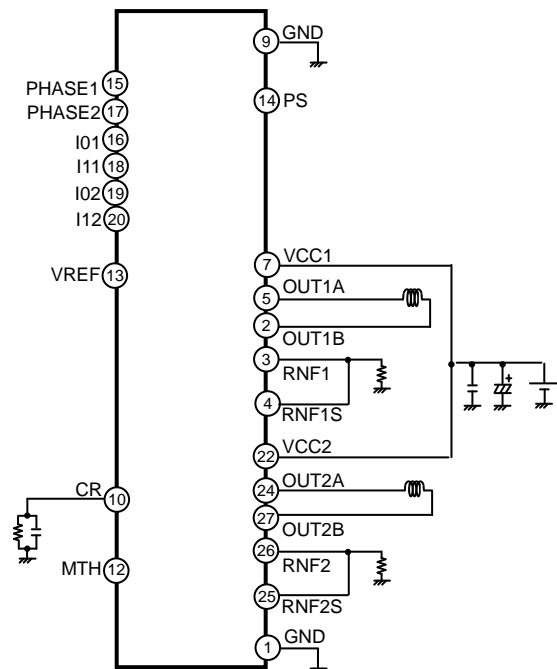 9 GND
15 PHASE1
14 PS
17 PHASE2
16 I01
18 I11
19 I02
20 I12
7 VCC1
13 VREF
5 OUT1A
2 OUT1B
3 RNF1
4 RNF1S
+
22 VCC2
24 OUT2A
10 CR
27 OUT2B
26 RNF2
12 MTH
25 RNF2S
1 GND